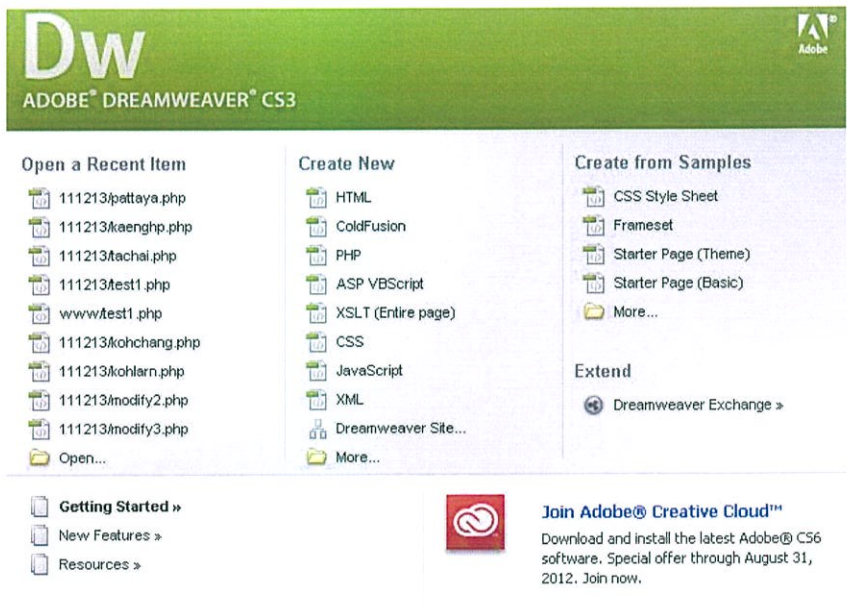 Dw
ADOBE® DREAMWEAVER® CS3
Adobe®
Open a Recent Item
111213/pattaya.php
111213/kaenghp.php
111213/tachai.php
111213/test1.php
www/test1.php
111213/kohchang.php
111213/kohlarn.php
111213/modify2.php
111213/modify3.php
Open...
Create New
HTML
ColdFusion
PHP
ASP VBScript
XSLT (Entire page)
CSS
JavaScript
XML
Dreamweaver Site...
More...
Create from Samples
CSS Style Sheet
Frameset
Starter Page (Theme)
Starter Page (Basic)
More...
Extend
Dreamweaver Exchange »
Getting Started »
New Features »
Resources »
Join Adobe® Creative Cloud™
Download and install the latest Adobe® CS6
software. Special offer through August 31,
2012. Join now.